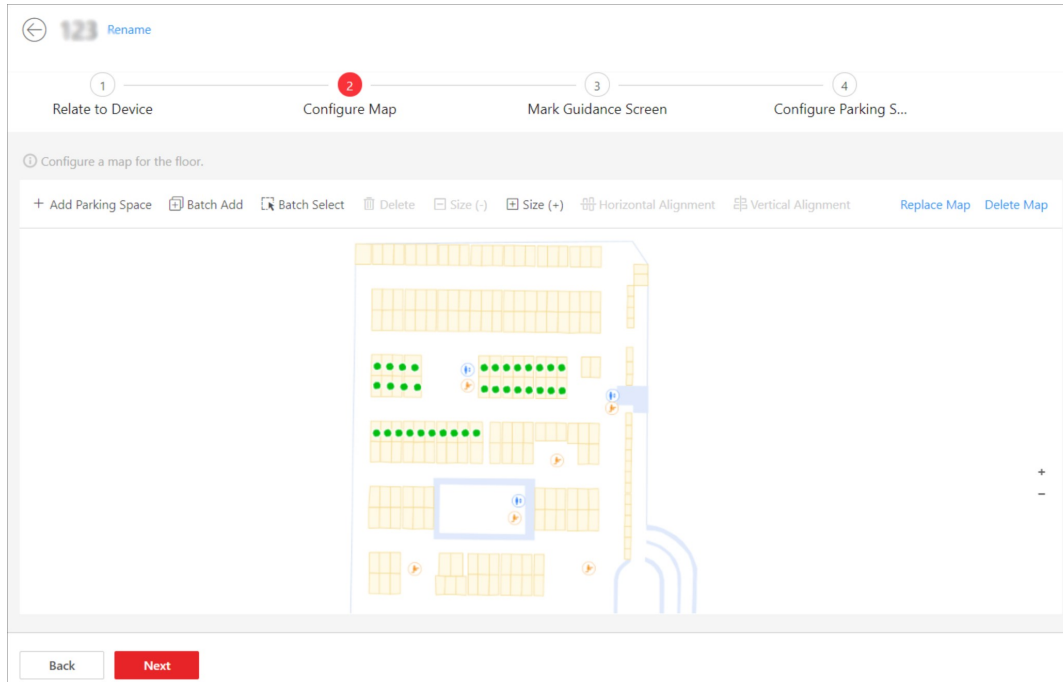 Rename
1
2
3
4
Relate to Device
Configure Map
Mark Guidance Screen
Configure Parking S...
Configure a map for the floor.
+ Add Parking Space Batch Add Batch Select Delete Size (-) Size (+) Horizontal Alignment Vertical Alignment Replace Map Delete Map
+
−
Back
Next